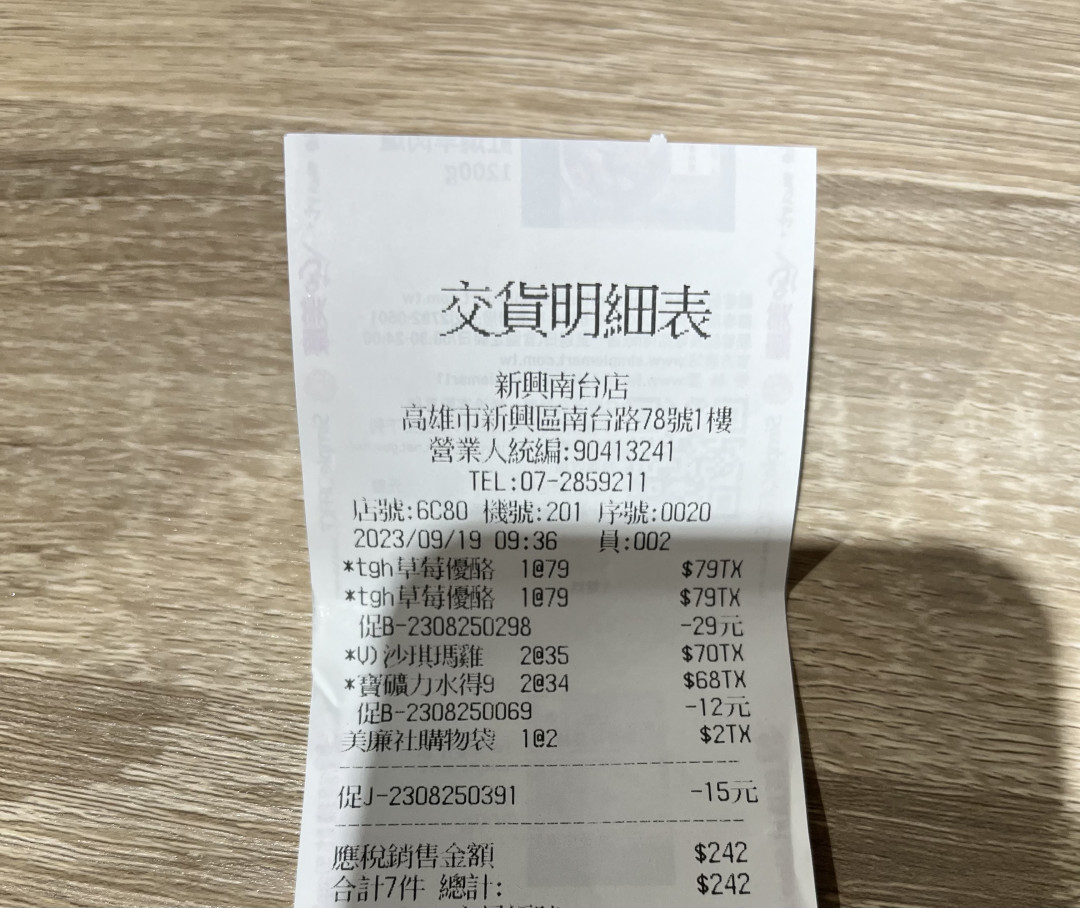 交貨明細表
新興南台店
高雄市新興區南台路78號1樓
營業人統編:90413241
TEL:07-2859211
店號:6C80 機號:201 序號:0020
2023/09/19 09:36 員:002
*tgh草莓優酪 1@79 $79TX
*tgh草莓優酪 1@79 $79TX
促B-2308250298 -29元
*V)沙琪瑪雞 2@35 $70TX
*寶礦力水得9 2@34 $68TX
促B-2308250069 -12元
美廉社購物袋 1@2 $2TX
促J-2308250391 -15元
應稅銷售金額 $242
合計7件 總計: $242